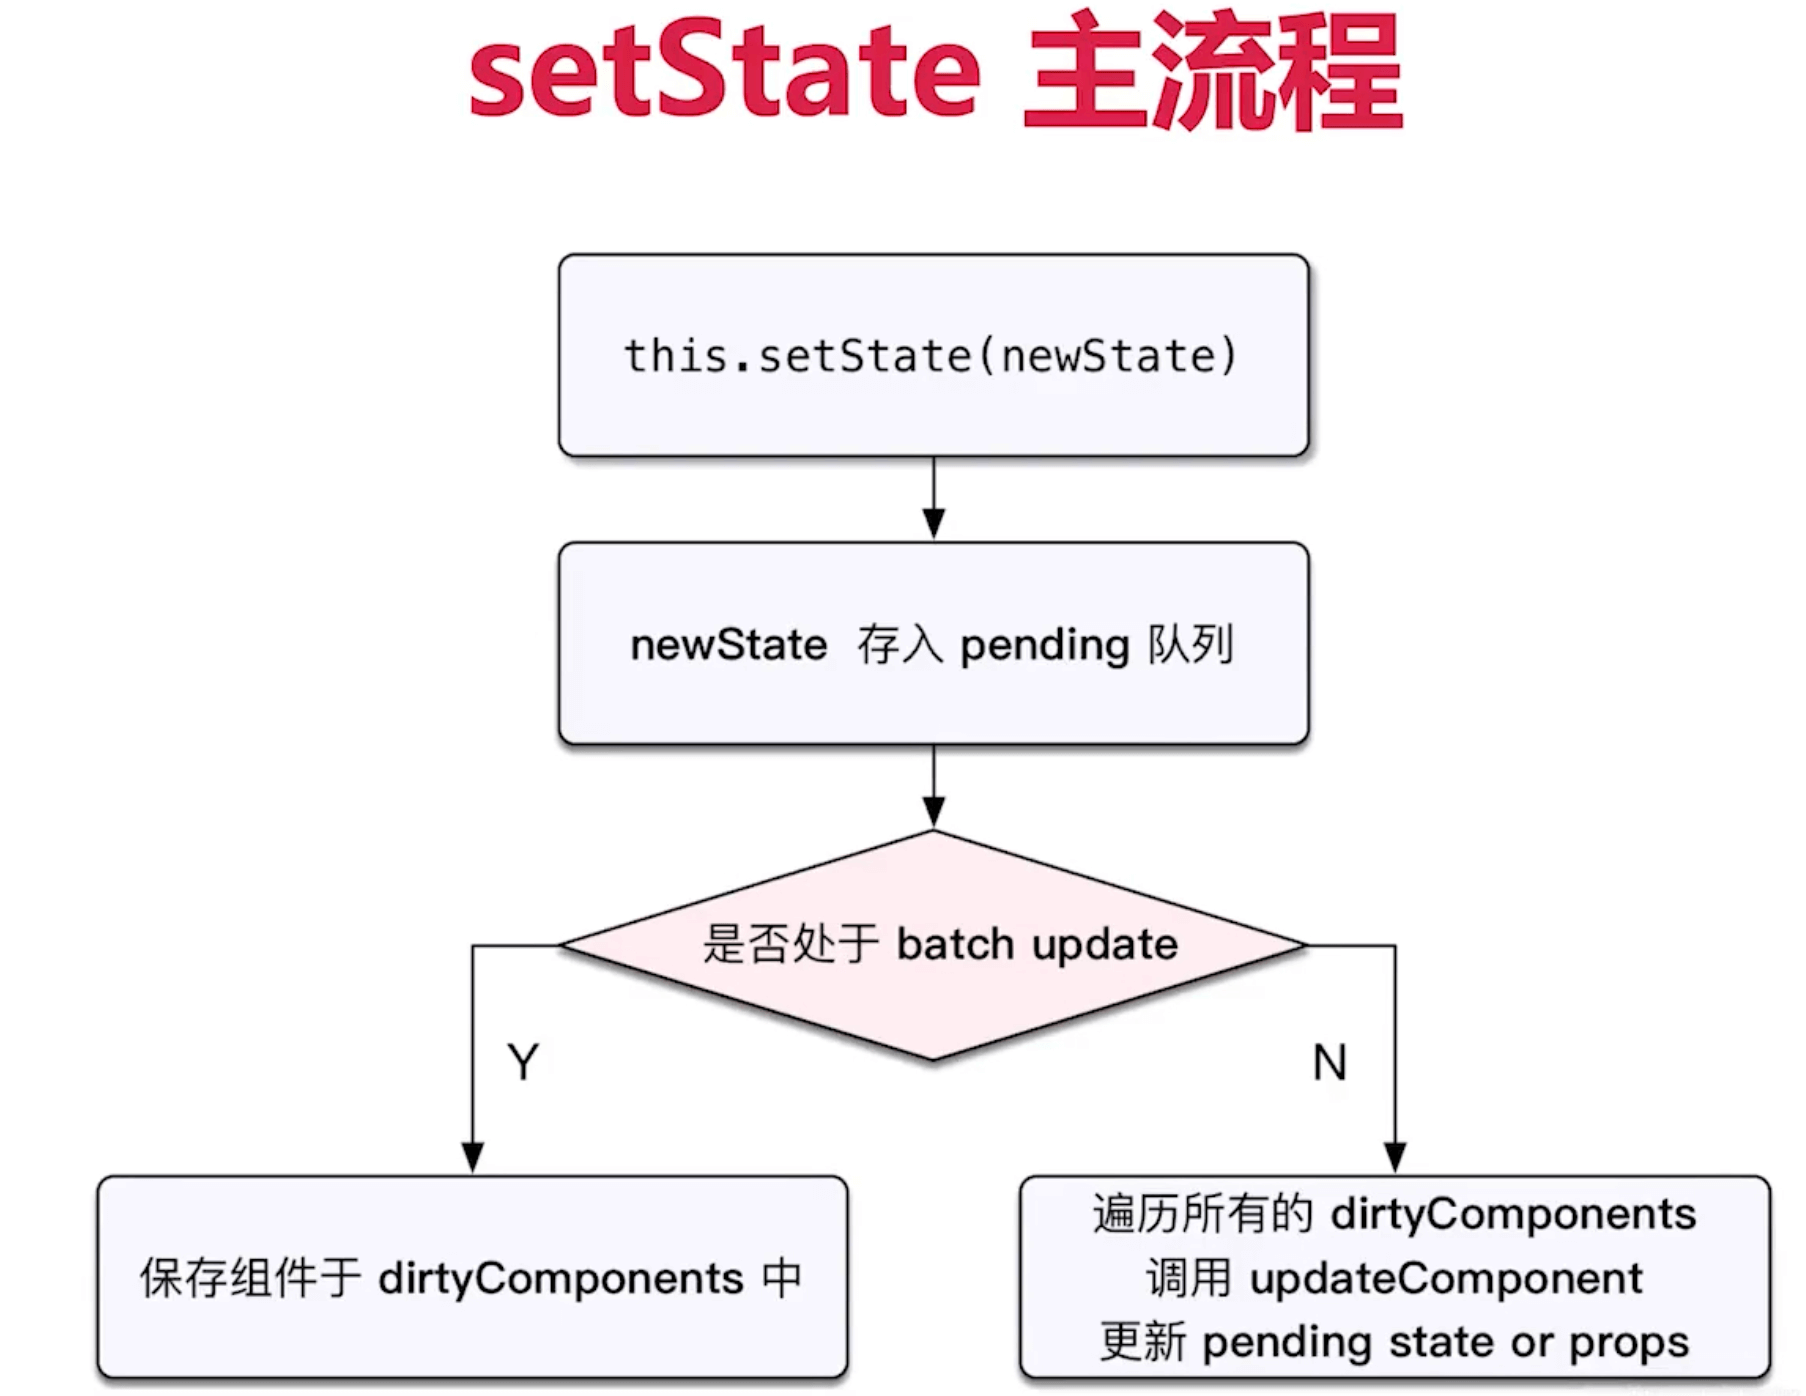 setState 主流程
this.setState(newState)
newState 存入 pending 队列
是否处于 batch update
Y
N
保存组件于 dirtyComponents 中
遍历所有的 dirtyComponents
调用 updateComponent
更新 pending state or props